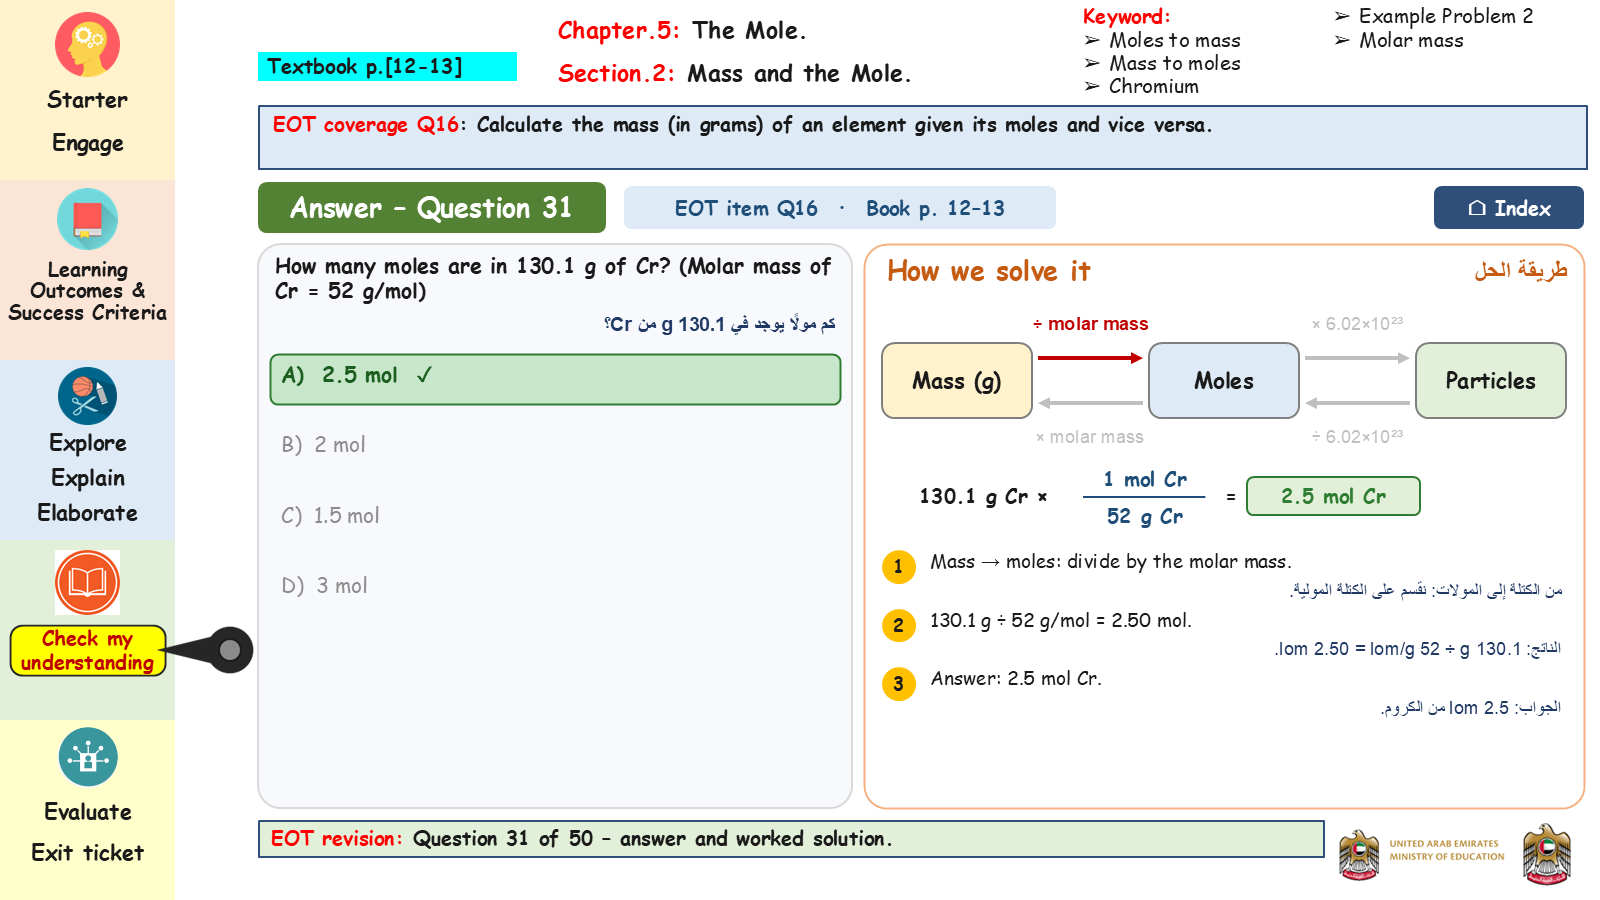 Starter
Engage
Learning
Outcomes &
Success Criteria
Explore
Explain
Elaborate
Check my
understanding
Evaluate
Exit ticket
Textbook p.[12-13]
Chapter.5: The Mole.
Section.2: Mass and the Mole.
Keyword:
➢ Moles to mass
➢ Mass to moles
➢ Chromium
➢ Example Problem 2
➢ Molar mass
EOT coverage Q16: Calculate the mass (in grams) of an element given its moles and vice versa.
Answer – Question 31
EOT item Q16 · Book p. 12–13
☖ Index
How many moles are in 130.1 g of Cr? (Molar mass of
Cr = 52 g/mol)
كم مولًا يوجد في 130.1 g من Cr؟
A) 2.5 mol ✓
B) 2 mol
C) 1.5 mol
D) 3 mol
How we solve it
طريقة الحل
÷ molar mass
× 6.02×10²³
Mass (g)
Moles
Particles
× molar mass
÷ 6.02×10²³
130.1 g Cr ×
1 mol Cr
52 g Cr
=
2.5 mol Cr
1
Mass → moles: divide by the molar mass.
من الكتلة إلى المولات: نقسم على الكتلة المولية.
2
130.1 g ÷ 52 g/mol = 2.50 mol.
الناتج: 130.1 g ÷ 52 g/mol = 2.50 mol.
3
Answer: 2.5 mol Cr.
الجواب: 2.5 mol من الكروم.
EOT revision: Question 31 of 50 – answer and worked solution.
UNITED ARAB EMIRATES
MINISTRY OF EDUCATION